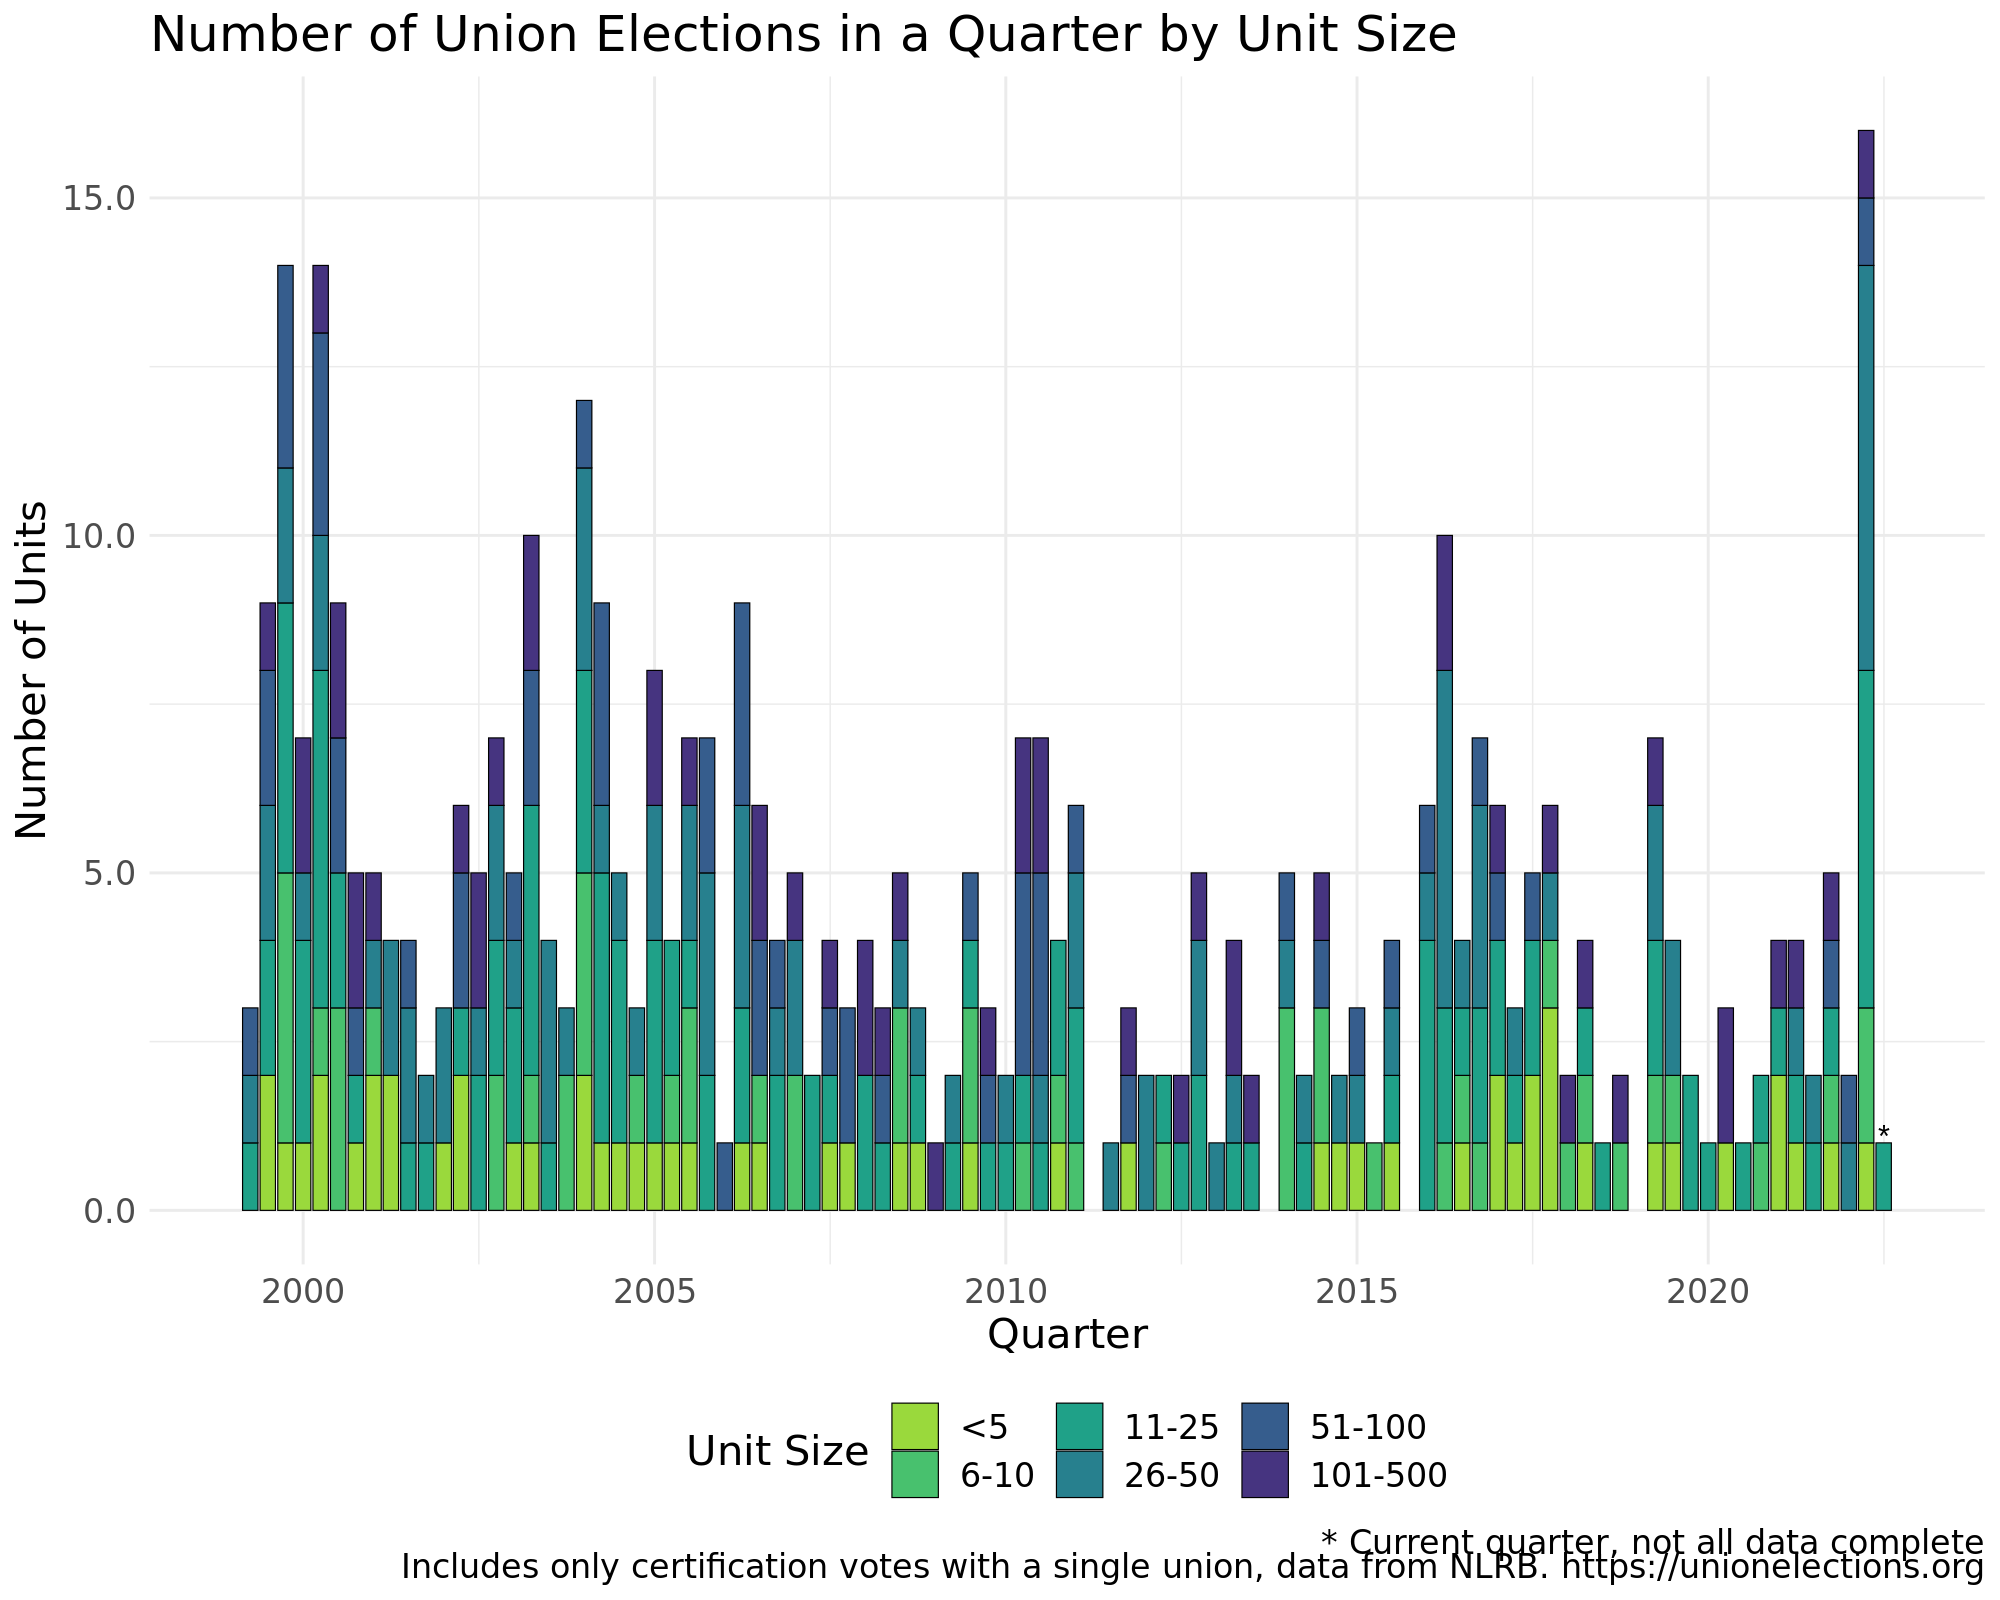 Number of Union Elections in a Quarter by Unit Size
Number of Units
15.0
10.0
5.0
0.0
*
2000 2005 2010 2015 2020
Quarter
Unit Size
<5 11-25 51-100
6-10 26-50 101-500
* Current quarter, not all data complete
Includes only certification votes with a single union, data from NLRB. https://unionelections.org